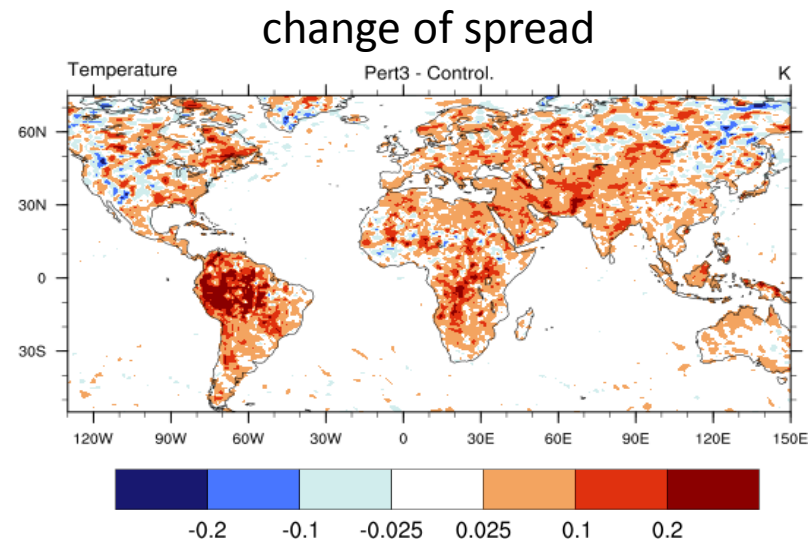 change of spread
Temperature Pert3 - Control. K
60N
30N
0
30S
120W 90W 60W 30W 0 30E 60E 90E 120E 150E
-0.2 -0.1 -0.025 0.025 0.1 0.2